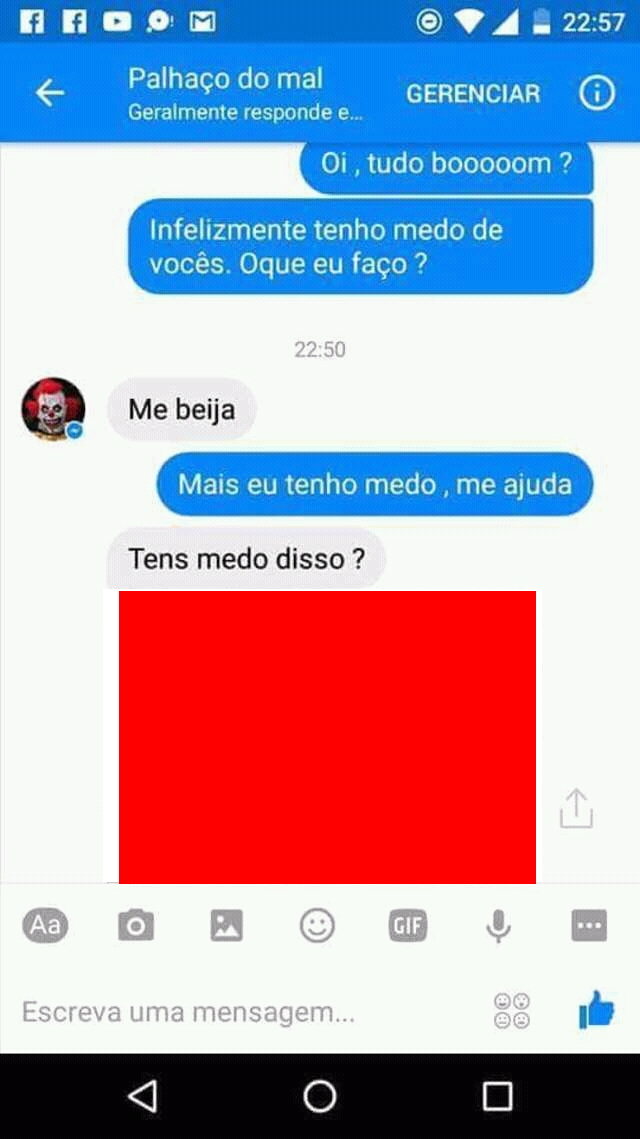 22:57
Palhaço do mal
Geralmente responde e...
GERENCIAR
Oi , tudo booooom ?
Infelizmente tenho medo de
vocês. Oque eu faço ?
22:50
Me beija
Mais eu tenho medo , me ajuda
Tens medo disso ?
Aa
GIF
Escreva uma mensagem...